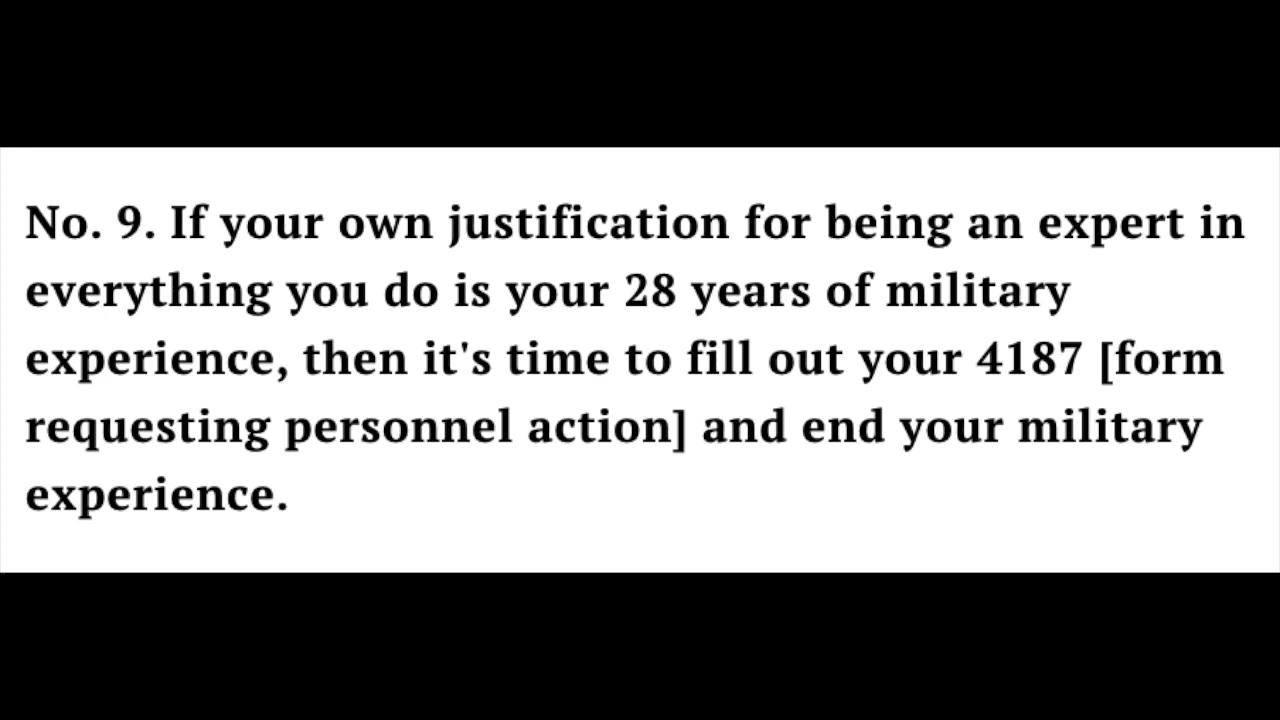 No. 9. If your own justification for being an expert in
everything you do is your 28 years of military
experience, then it's time to fill out your 4187 [form
requesting personnel action] and end your military
experience.